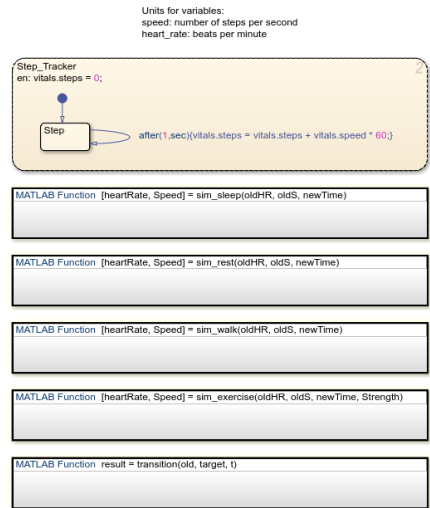 Units for variables:
speed: number of steps per second
heart_rate: beats per minute
Step_Tracker
2
en: vitals.steps = 0;
Step
after(1,sec){vitals.steps = vitals.steps + vitals.speed * 60;}
MATLAB Function [heartRate, Speed] = sim_sleep(oldHR, oldS, newTime)
MATLAB Function [heartRate, Speed] = sim_rest(oldHR, oldS, newTime)
MATLAB Function [heartRate, Speed] = sim_walk(oldHR, oldS, newTime)
MATLAB Function [heartRate, Speed] = sim_exercise(oldHR, oldS, newTime, Strength)
MATLAB Function result = transition(old, target, t)